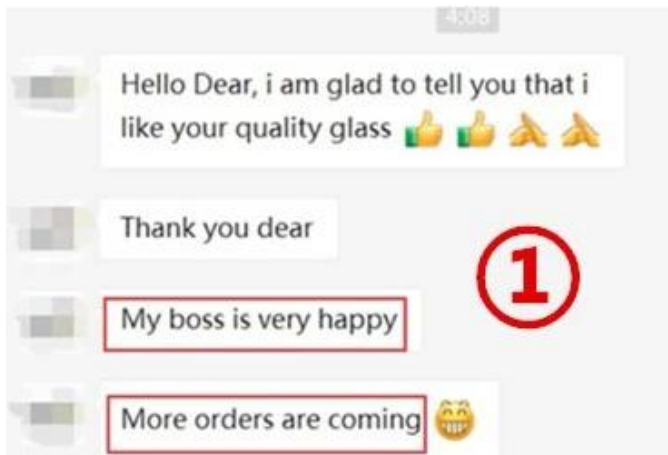 4:08
Hello Dear, i am glad to tell you that i
like your quality glass 👍 👍 🙏 🙏
Thank you dear
①
My boss is very happy
More orders are coming 😁